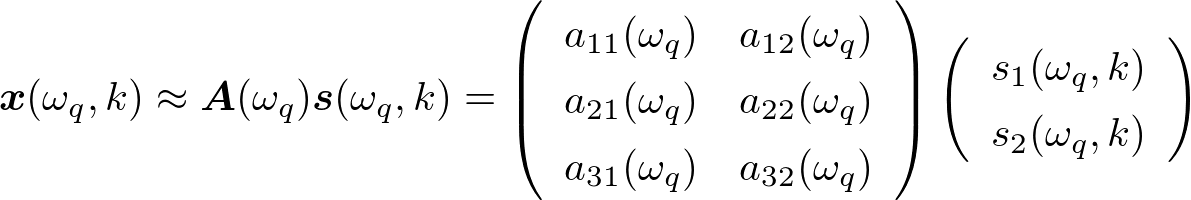 𝒙(ω_q, k) ≈ 𝑨(ω_q)𝒔(ω_q, k) = ( a_11(ω_q) a_12(ω_q) ) ( s_1(ω_q, k) )
a_21(ω_q) a_22(ω_q) s_2(ω_q, k)
a_31(ω_q) a_32(ω_q)